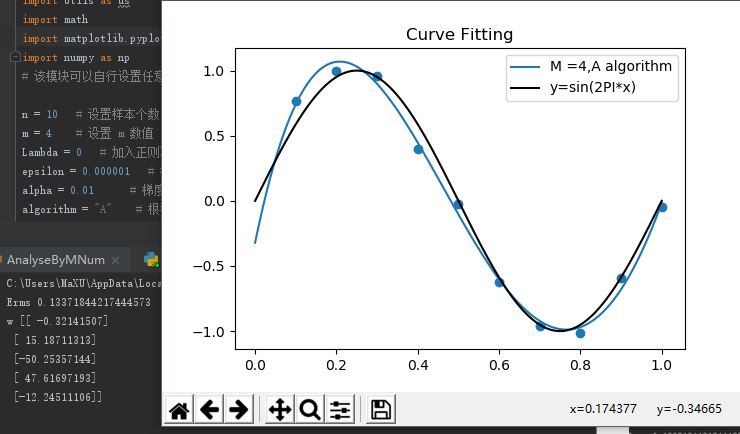 import utils as us
import math
import matplotlib.pyplo
import numpy as np
# 该模块可以自行设置任意
n = 10 # 设置样本个数
m = 4 # 设置 m 数值
Lambda = 0 # 加入正则
epsilon = 0.000001 #
alpha = 0.01 # 梯度
algorithm = "A" # 根
AnalyseByMNum
C:\Users\MaXU\AppData\Loca
Erms 0.13371844217444573
w [[ -0.32141507]
[ 15.18711313]
[-50.25357144]
[ 47.61697193]
[-12.24511106]]
Curve Fitting
M =4,A algorithm
y=sin(2PI*x)
1.0
0.5
0.0
−0.5
−1.0
0.0 0.2 0.4 0.6 0.8 1.0
x=0.174377 y=-0.34665